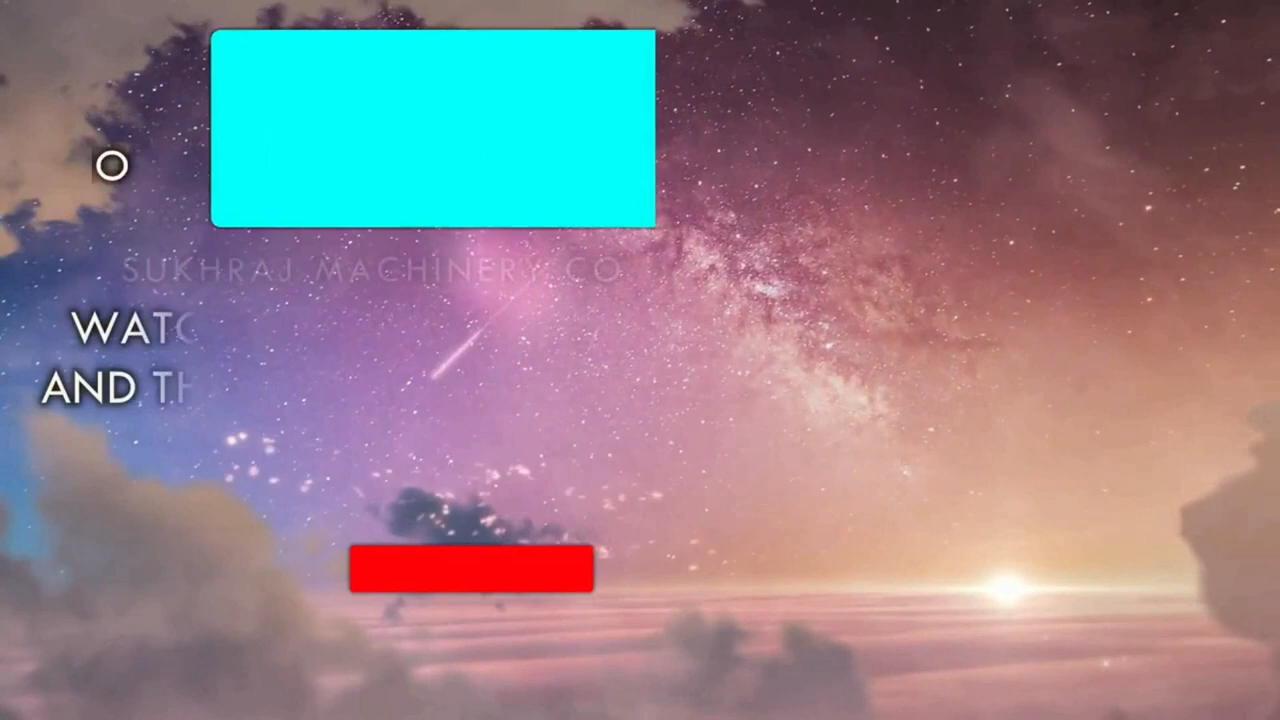 O
SUKHRAJ MACHINERY CO
WATC
AND TH